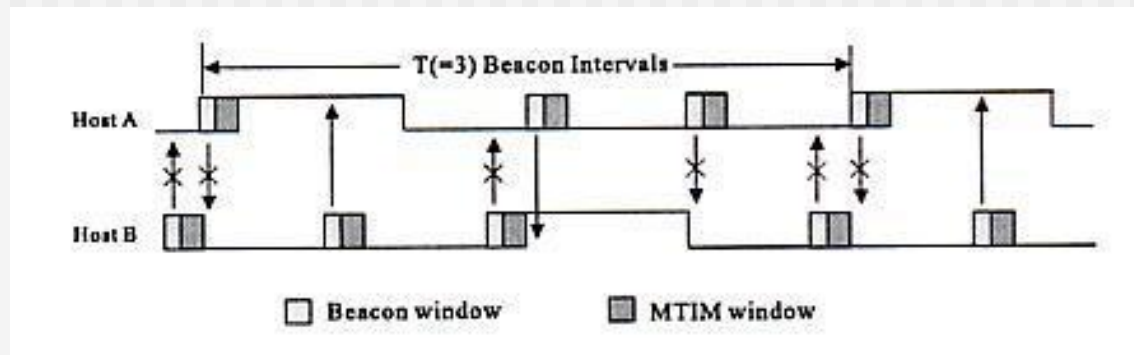 T(=3) Beacon Intervals
Host A
Host B
Beacon window
MTIM window